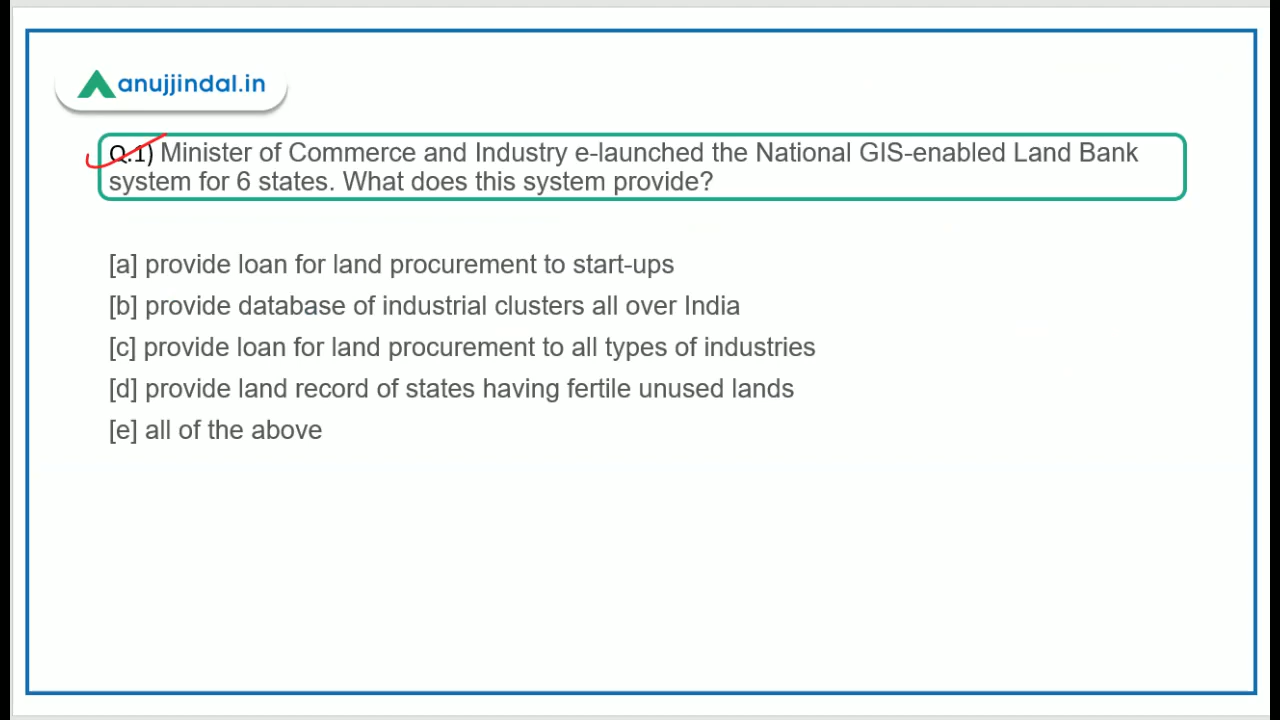 anujjindal.in
Q.1) Minister of Commerce and Industry e-launched the National GIS-enabled Land Bank
system for 6 states. What does this system provide?
[a] provide loan for land procurement to start-ups
[b] provide database of industrial clusters all over India
[c] provide loan for land procurement to all types of industries
[d] provide land record of states having fertile unused lands
[e] all of the above